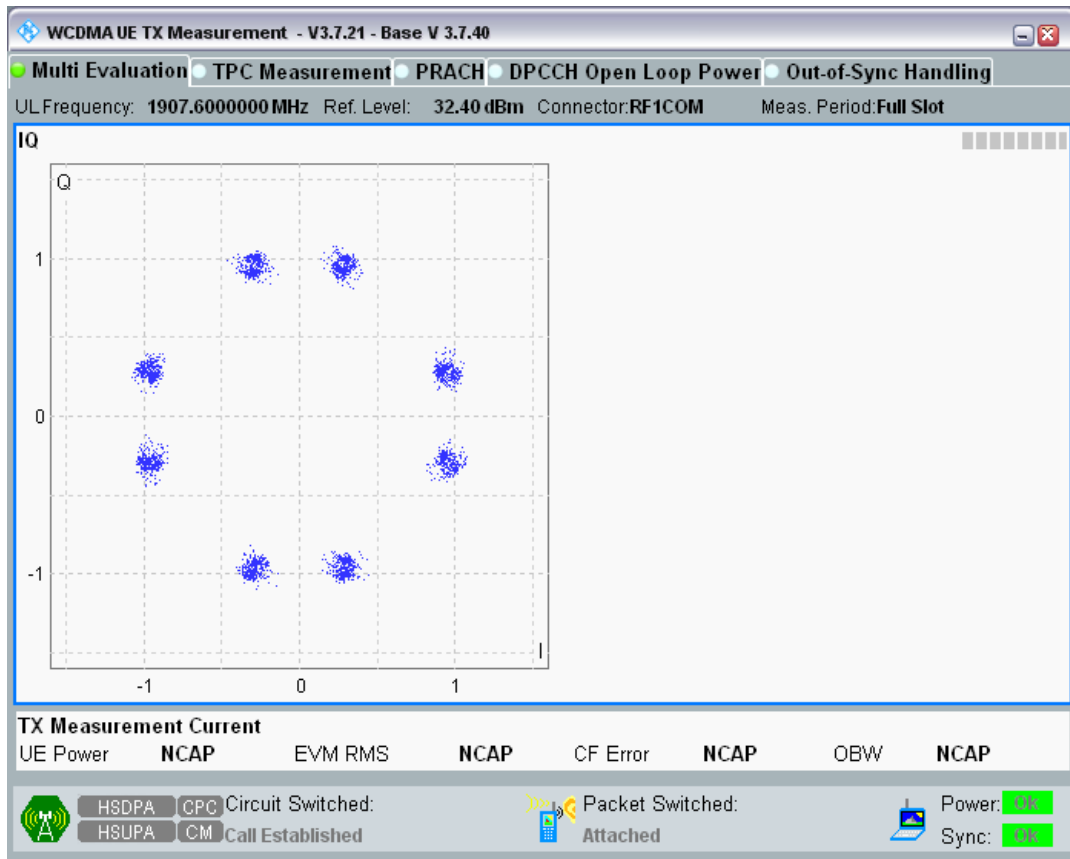 WCDMA UE TX Measurement - V3.7.21 - Base V 3.7.40
Multi Evaluation TPC Measurement PRACH DPCCH Open Loop Power Out-of-Sync Handling
UL Frequency: 1907.6000000 MHz Ref. Level: 32.40 dBm Connector:RF1COM Meas. Period:Full Slot
IQ
Q
1
0
-1
I
-1 0 1
TX Measurement Current
UE Power NCAP EVM RMS NCAP CF Error NCAP OBW NCAP
HSDPA CPC Circuit Switched: Packet Switched: Power: Ok
HSUPA CM Call Established Attached Sync: Ok